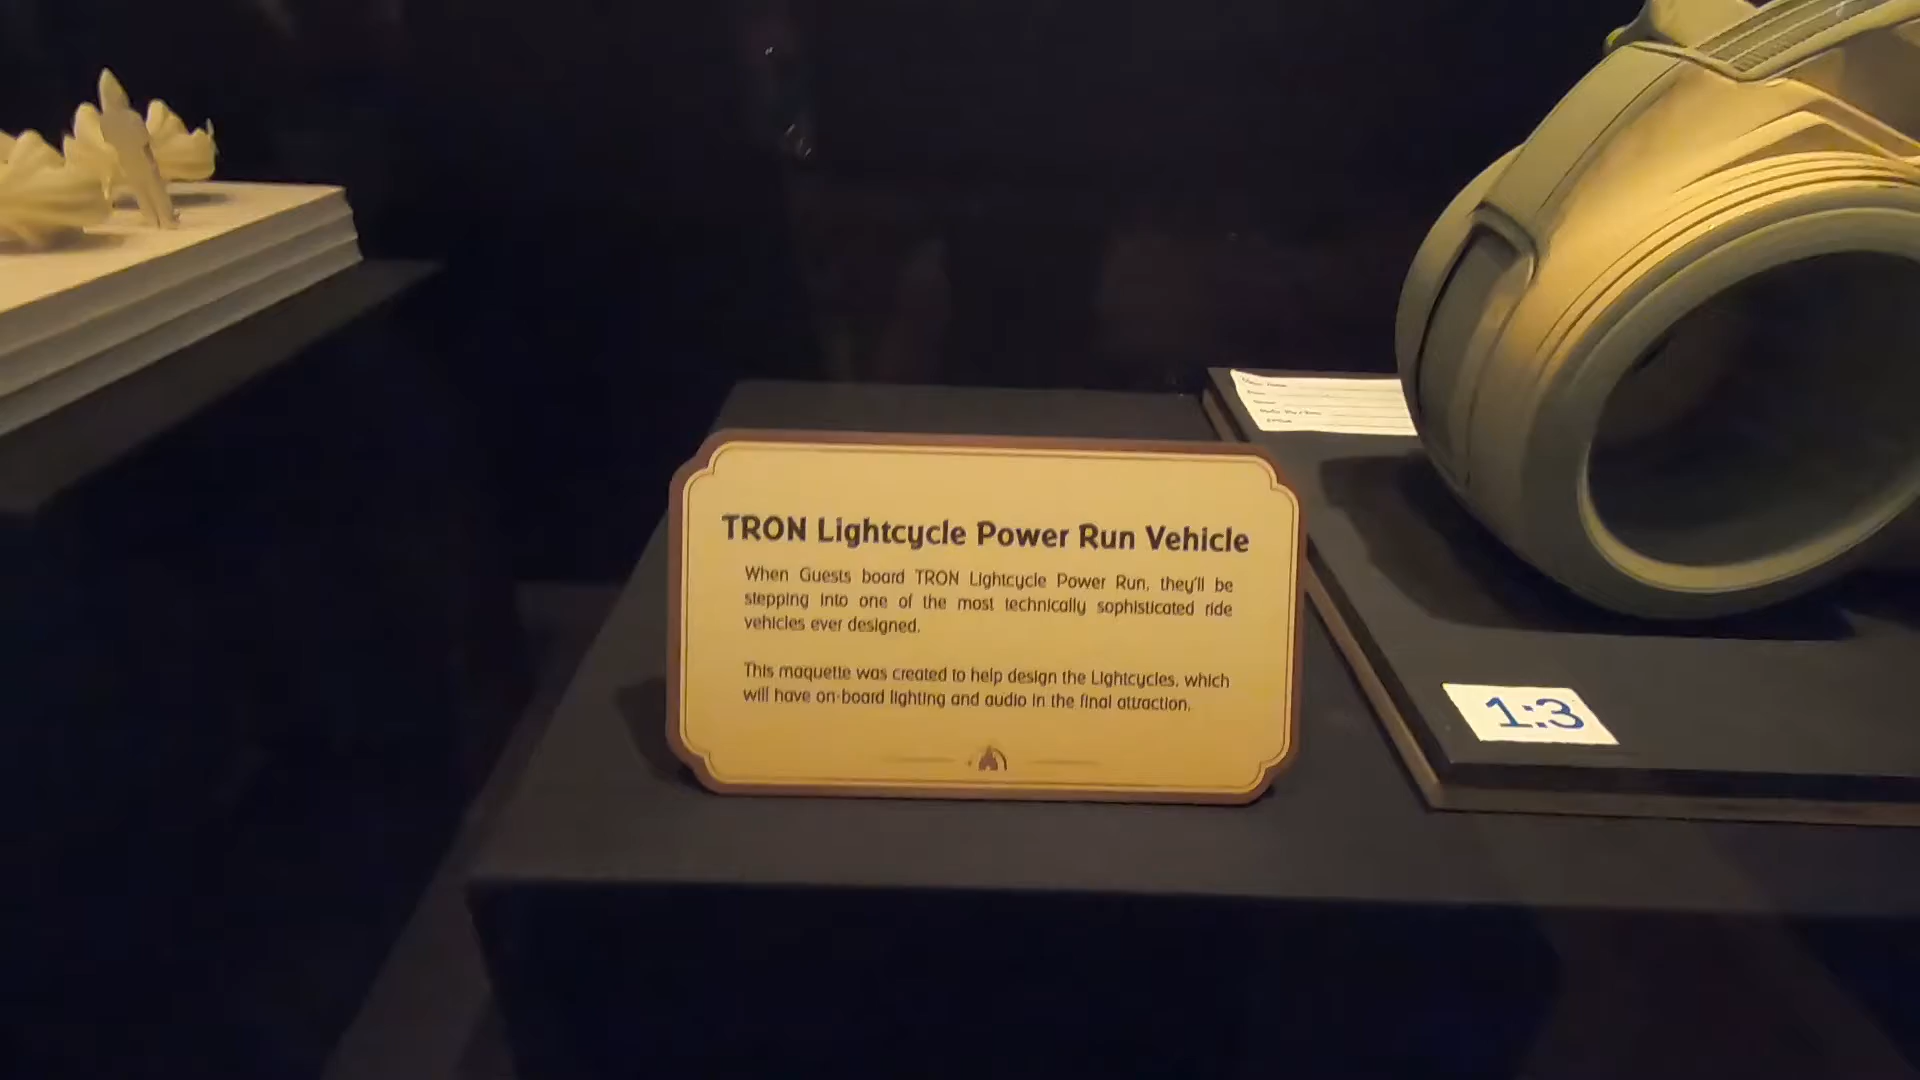 TRON Lightcycle Power Run Vehicle
When Guests board TRON Lightcycle Power Run, they'll be
stepping into one of the most technically sophisticated ride
vehicles ever designed.
This maquette was created to help design the Lightcycles, which
will have on-board lighting and audio in the final attraction.
1:3